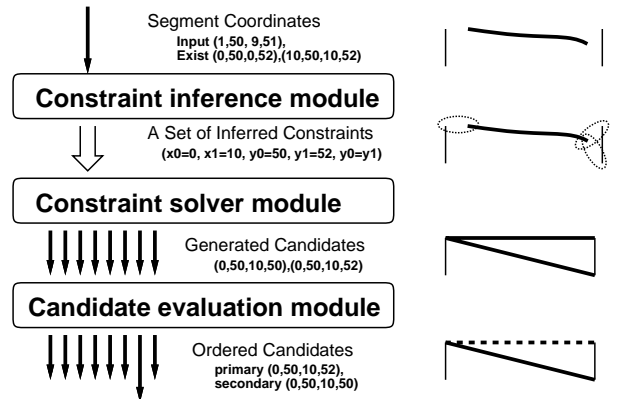 Segment Coordinates
Input (1,50, 9,51),
Exist (0,50,0,52),(10,50,10,52)
Constraint inference module
A Set of Inferred Constraints
(x0=0, x1=10, y0=50, y1=52, y0=y1)
Constraint solver module
Generated Candidates
(0,50,10,50),(0,50,10,52)
Candidate evaluation module
Ordered Candidates
primary (0,50,10,52),
secondary (0,50,10,50)